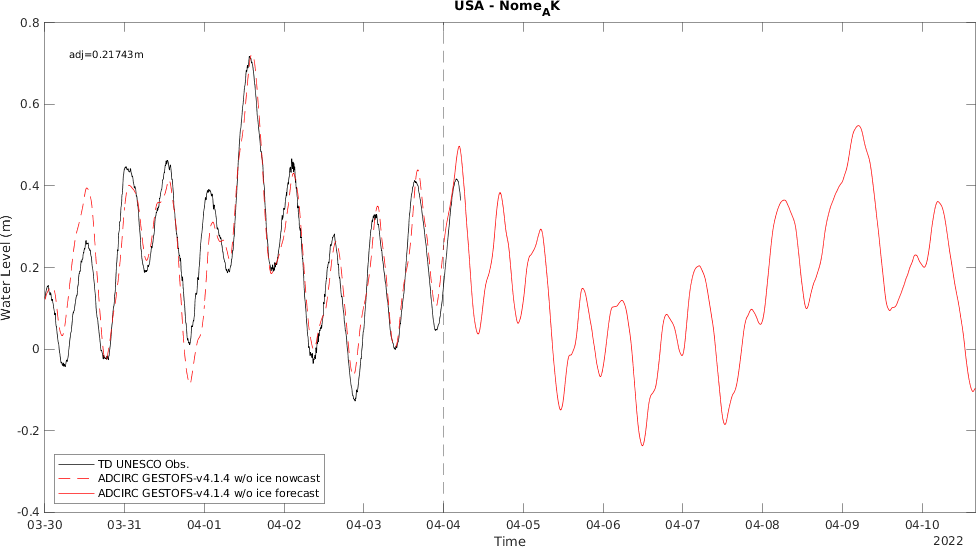 USA - Nome_AK
adj=0.21743m
0.8
0.6
0.4
0.2
0
-0.2
-0.4
Water Level (m)
TD UNESCO Obs.
ADCIRC GESTOFS-v4.1.4 w/o ice nowcast
ADCIRC GESTOFS-v4.1.4 w/o ice forecast
03-30 03-31 04-01 04-02 04-03 04-04 04-05 04-06 04-07 04-08 04-09 04-10
Time
2022